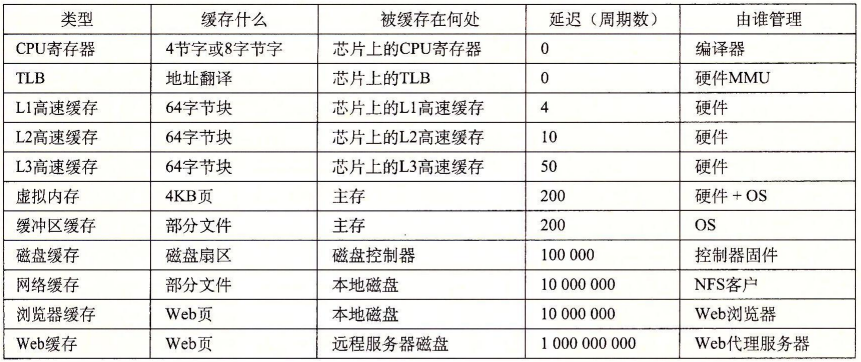 类型 缓存什么 被缓存在何处 延迟（周期数） 由谁管理
CPU寄存器 4节字或8字节字 芯片上的CPU寄存器 0 编译器
TLB 地址翻译 芯片上的TLB 0 硬件MMU
L1高速缓存 64字节块 芯片上的L1高速缓存 4 硬件
L2高速缓存 64字节块 芯片上的L2高速缓存 10 硬件
L3高速缓存 64字节块 芯片上的L3高速缓存 50 硬件
虚拟内存 4KB页 主存 200 硬件 + OS
缓冲区缓存 部分文件 主存 200 OS
磁盘缓存 磁盘扇区 磁盘控制器 100 000 控制器固件
网络缓存 部分文件 本地磁盘 10 000 000 NFS客户
浏览器缓存 Web页 本地磁盘 10 000 000 Web浏览器
Web缓存 Web页 远程服务器磁盘 1 000 000 000 Web代理服务器